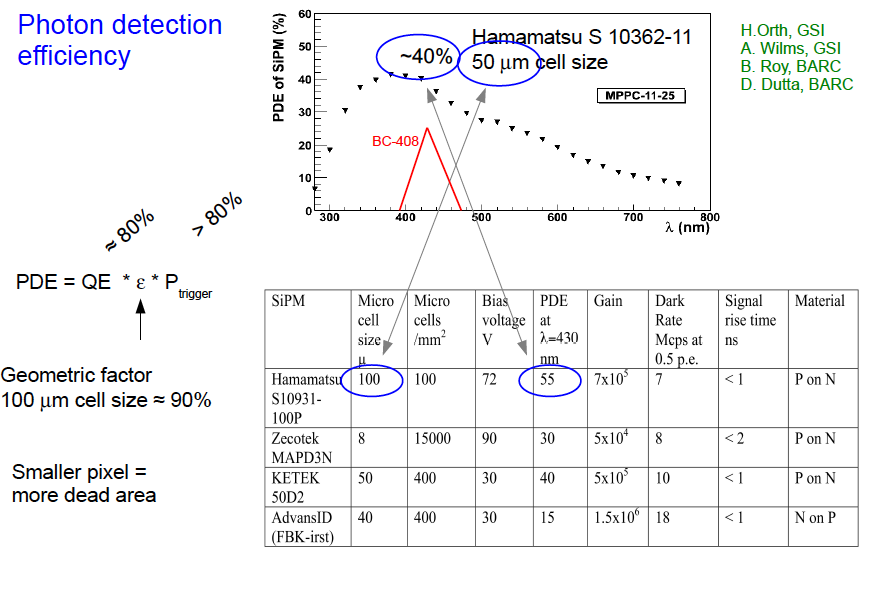 Photon detection
efficiency
PDE of SiPM (%)
60
50
40
30
20
10
0
300
400
500
600
700
800
λ (nm)
~40%
Hamamatsu S 10362-11
50 μm cell size
MPPC-11-25
BC-408
H.Orth, GSI
A. Wilms, GSI
B. Roy, BARC
D. Dutta, BARC
≈ 80%
> 80%
PDE = QE * ε * P trigger
Geometric factor
100 μm cell size ≈ 90%
Smaller pixel =
more dead area
SiPM
Micro
cell
size
μ
Micro
cells
/mm²
Bias
voltage
V
PDE
at
λ=430
nm
Gain
Dark
Rate
Mcps at
0.5 p.e.
Signal
rise time
ns
Material
Hamamatsu
S10931-
100P
100
100
72
55
7x10⁵
7
< 1
P on N
Zecotek
MAPD3N
8
15000
90
30
5x10⁴
8
< 2
P on N
KETEK
50D2
50
400
30
40
5x10⁵
10
< 1
P on N
AdvansID
(FBK-irst)
40
400
30
15
1.5x10⁶
18
< 1
N on P